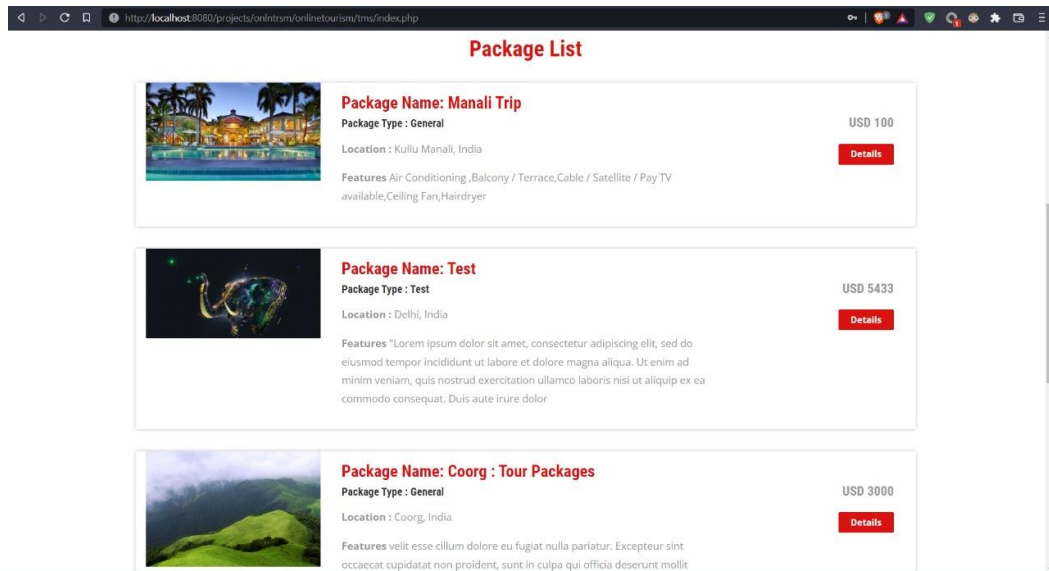 http://localhost:8080/projects/onlntrsm/onlinetourism/tms/index.php
Package List
Package Name: Manali Trip
Package Type : General
USD 100
Location : Kullu Manali, India
Details
Features Air Conditioning ,Balcony / Terrace,Cable / Satellite / Pay TV
available,Ceiling Fan,Hairdryer
Package Name: Test
Package Type : Test
USD 5433
Location : Delhi, India
Details
Features "Lorem ipsum dolor sit amet, consectetur adipiscing elit, sed do
eiusmod tempor incididunt ut labore et dolore magna aliqua. Ut enim ad
minim veniam, quis nostrud exercitation ullamco laboris nisi ut aliquip ex ea
commodo consequat. Duis aute irure dolor
Package Name: Coorg : Tour Packages
Package Type : General
USD 3000
Location : Coorg, India
Details
Features velit esse cillum dolore eu fugiat nulla pariatur. Excepteur sint
occaecat cupidatat non proident, sunt in culpa qui officia deserunt mollit